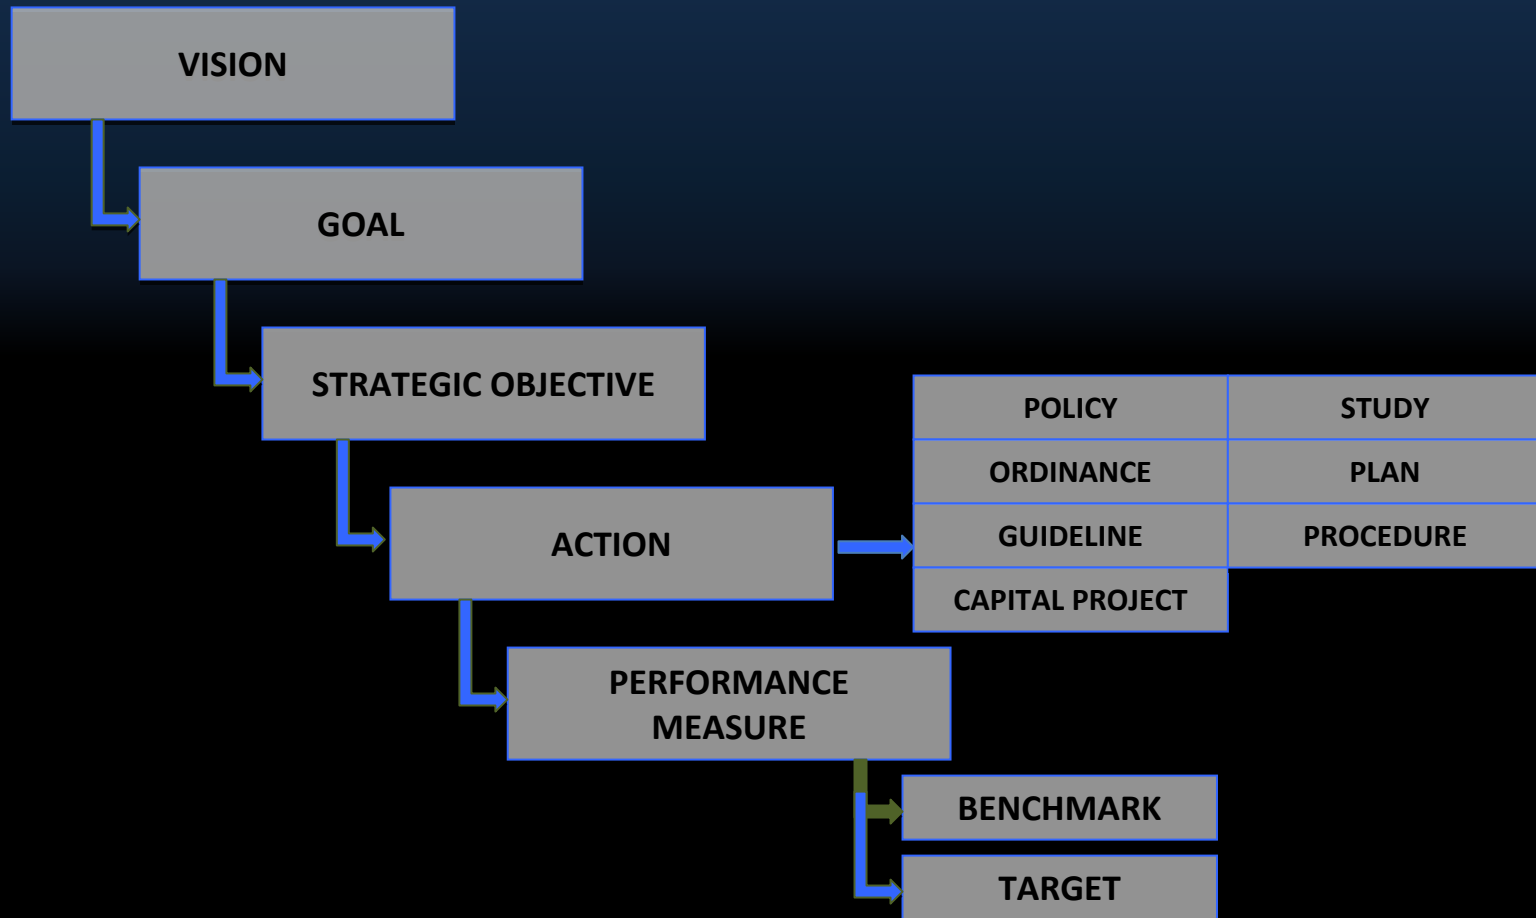 VISION
GOAL
STRATEGIC OBJECTIVE
POLICY
STUDY
ORDINANCE
PLAN
ACTION
GUIDELINE
PROCEDURE
CAPITAL PROJECT
PERFORMANCE
MEASURE
BENCHMARK
TARGET